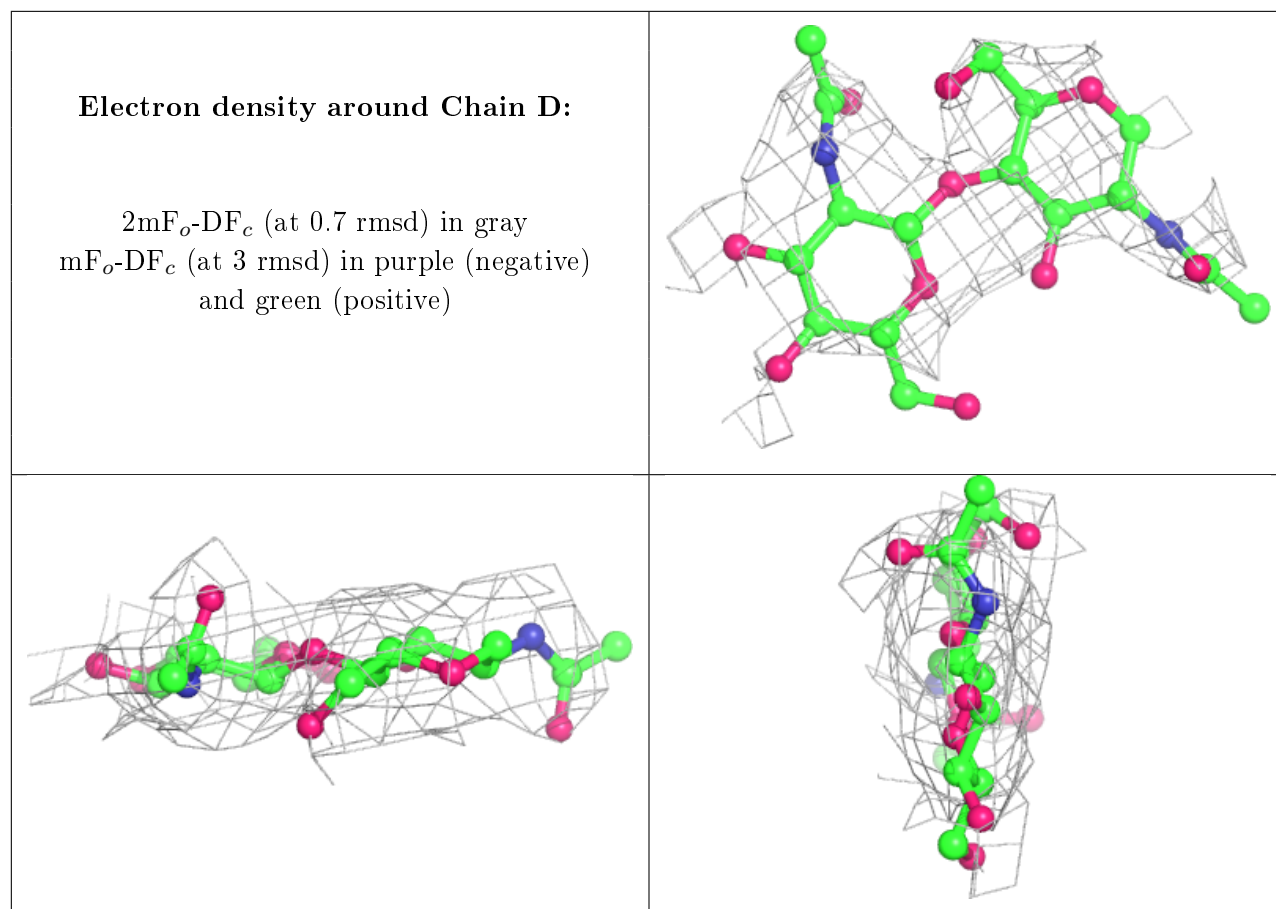 Electron density around Chain D:
2mFₒ-DF𝒸 (at 0.7 rmsd) in gray
mFₒ-DF𝒸 (at 3 rmsd) in purple (negative)
and green (positive)